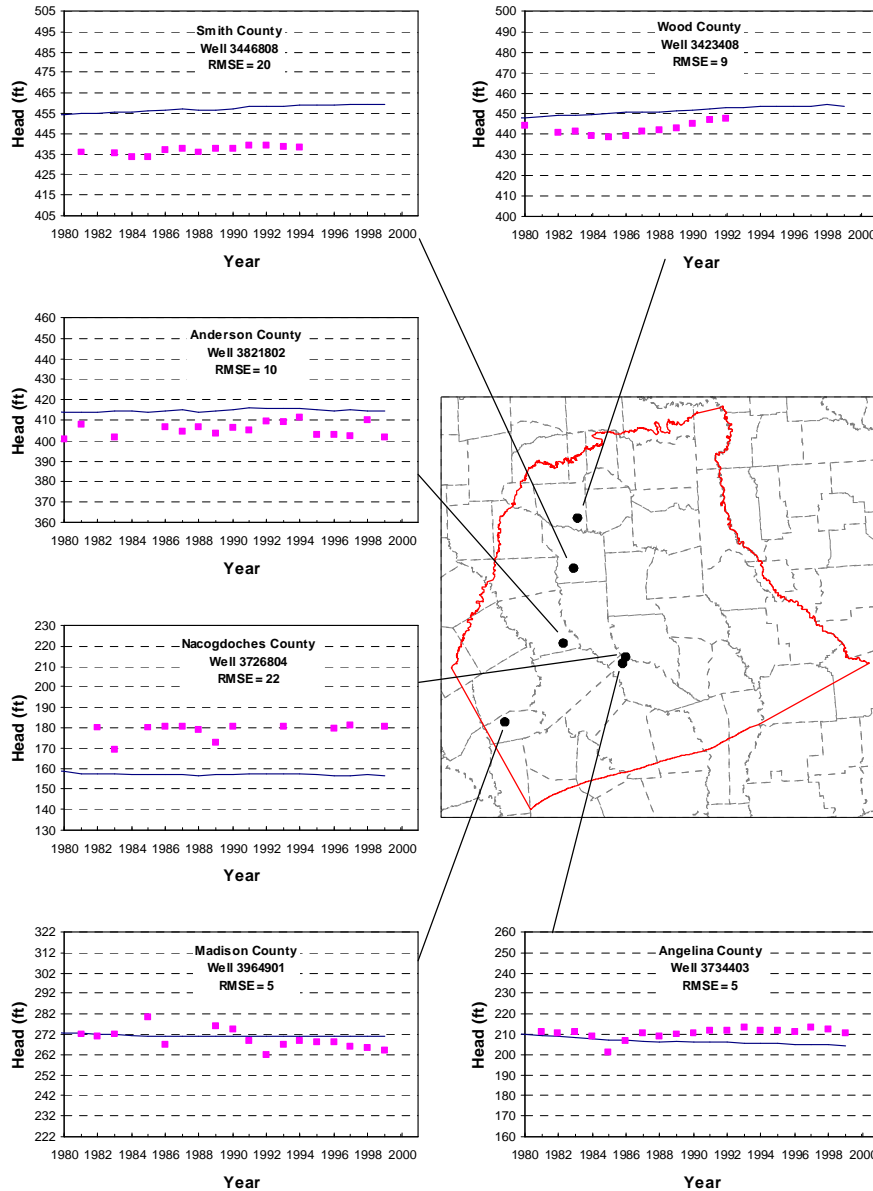 Smith County
Well 3446808
RMSE = 20
505
495
485
475
465
455
445
435
425
415
405
Head (ft)
1980 1982 1984 1986 1988 1990 1992 1994 1996 1998 2000
Year
Wood County
Well 3423408
RMSE = 9
500
490
480
470
460
450
440
430
420
410
400
Head (ft)
1980 1982 1984 1986 1988 1990 1992 1994 1996 1998 2000
Year
Anderson County
Well 3821802
RMSE = 10
460
450
440
430
420
410
400
390
380
370
360
Head (ft)
1980 1982 1984 1986 1988 1990 1992 1994 1996 1998 2000
Year
Nacogdoches County
Well 3726804
RMSE = 22
230
220
210
200
190
180
170
160
150
140
130
Head (ft)
1980 1982 1984 1986 1988 1990 1992 1994 1996 1998 2000
Year
Madison County
Well 3964901
RMSE = 5
322
312
302
292
282
272
262
252
242
232
222
Head (ft)
1980 1982 1984 1986 1988 1990 1992 1994 1996 1998 2000
Year
Angelina County
Well 3734403
RMSE = 5
260
250
240
230
220
210
200
190
180
170
160
Head (ft)
1980 1982 1984 1986 1988 1990 1992 1994 1996 1998 2000
Year